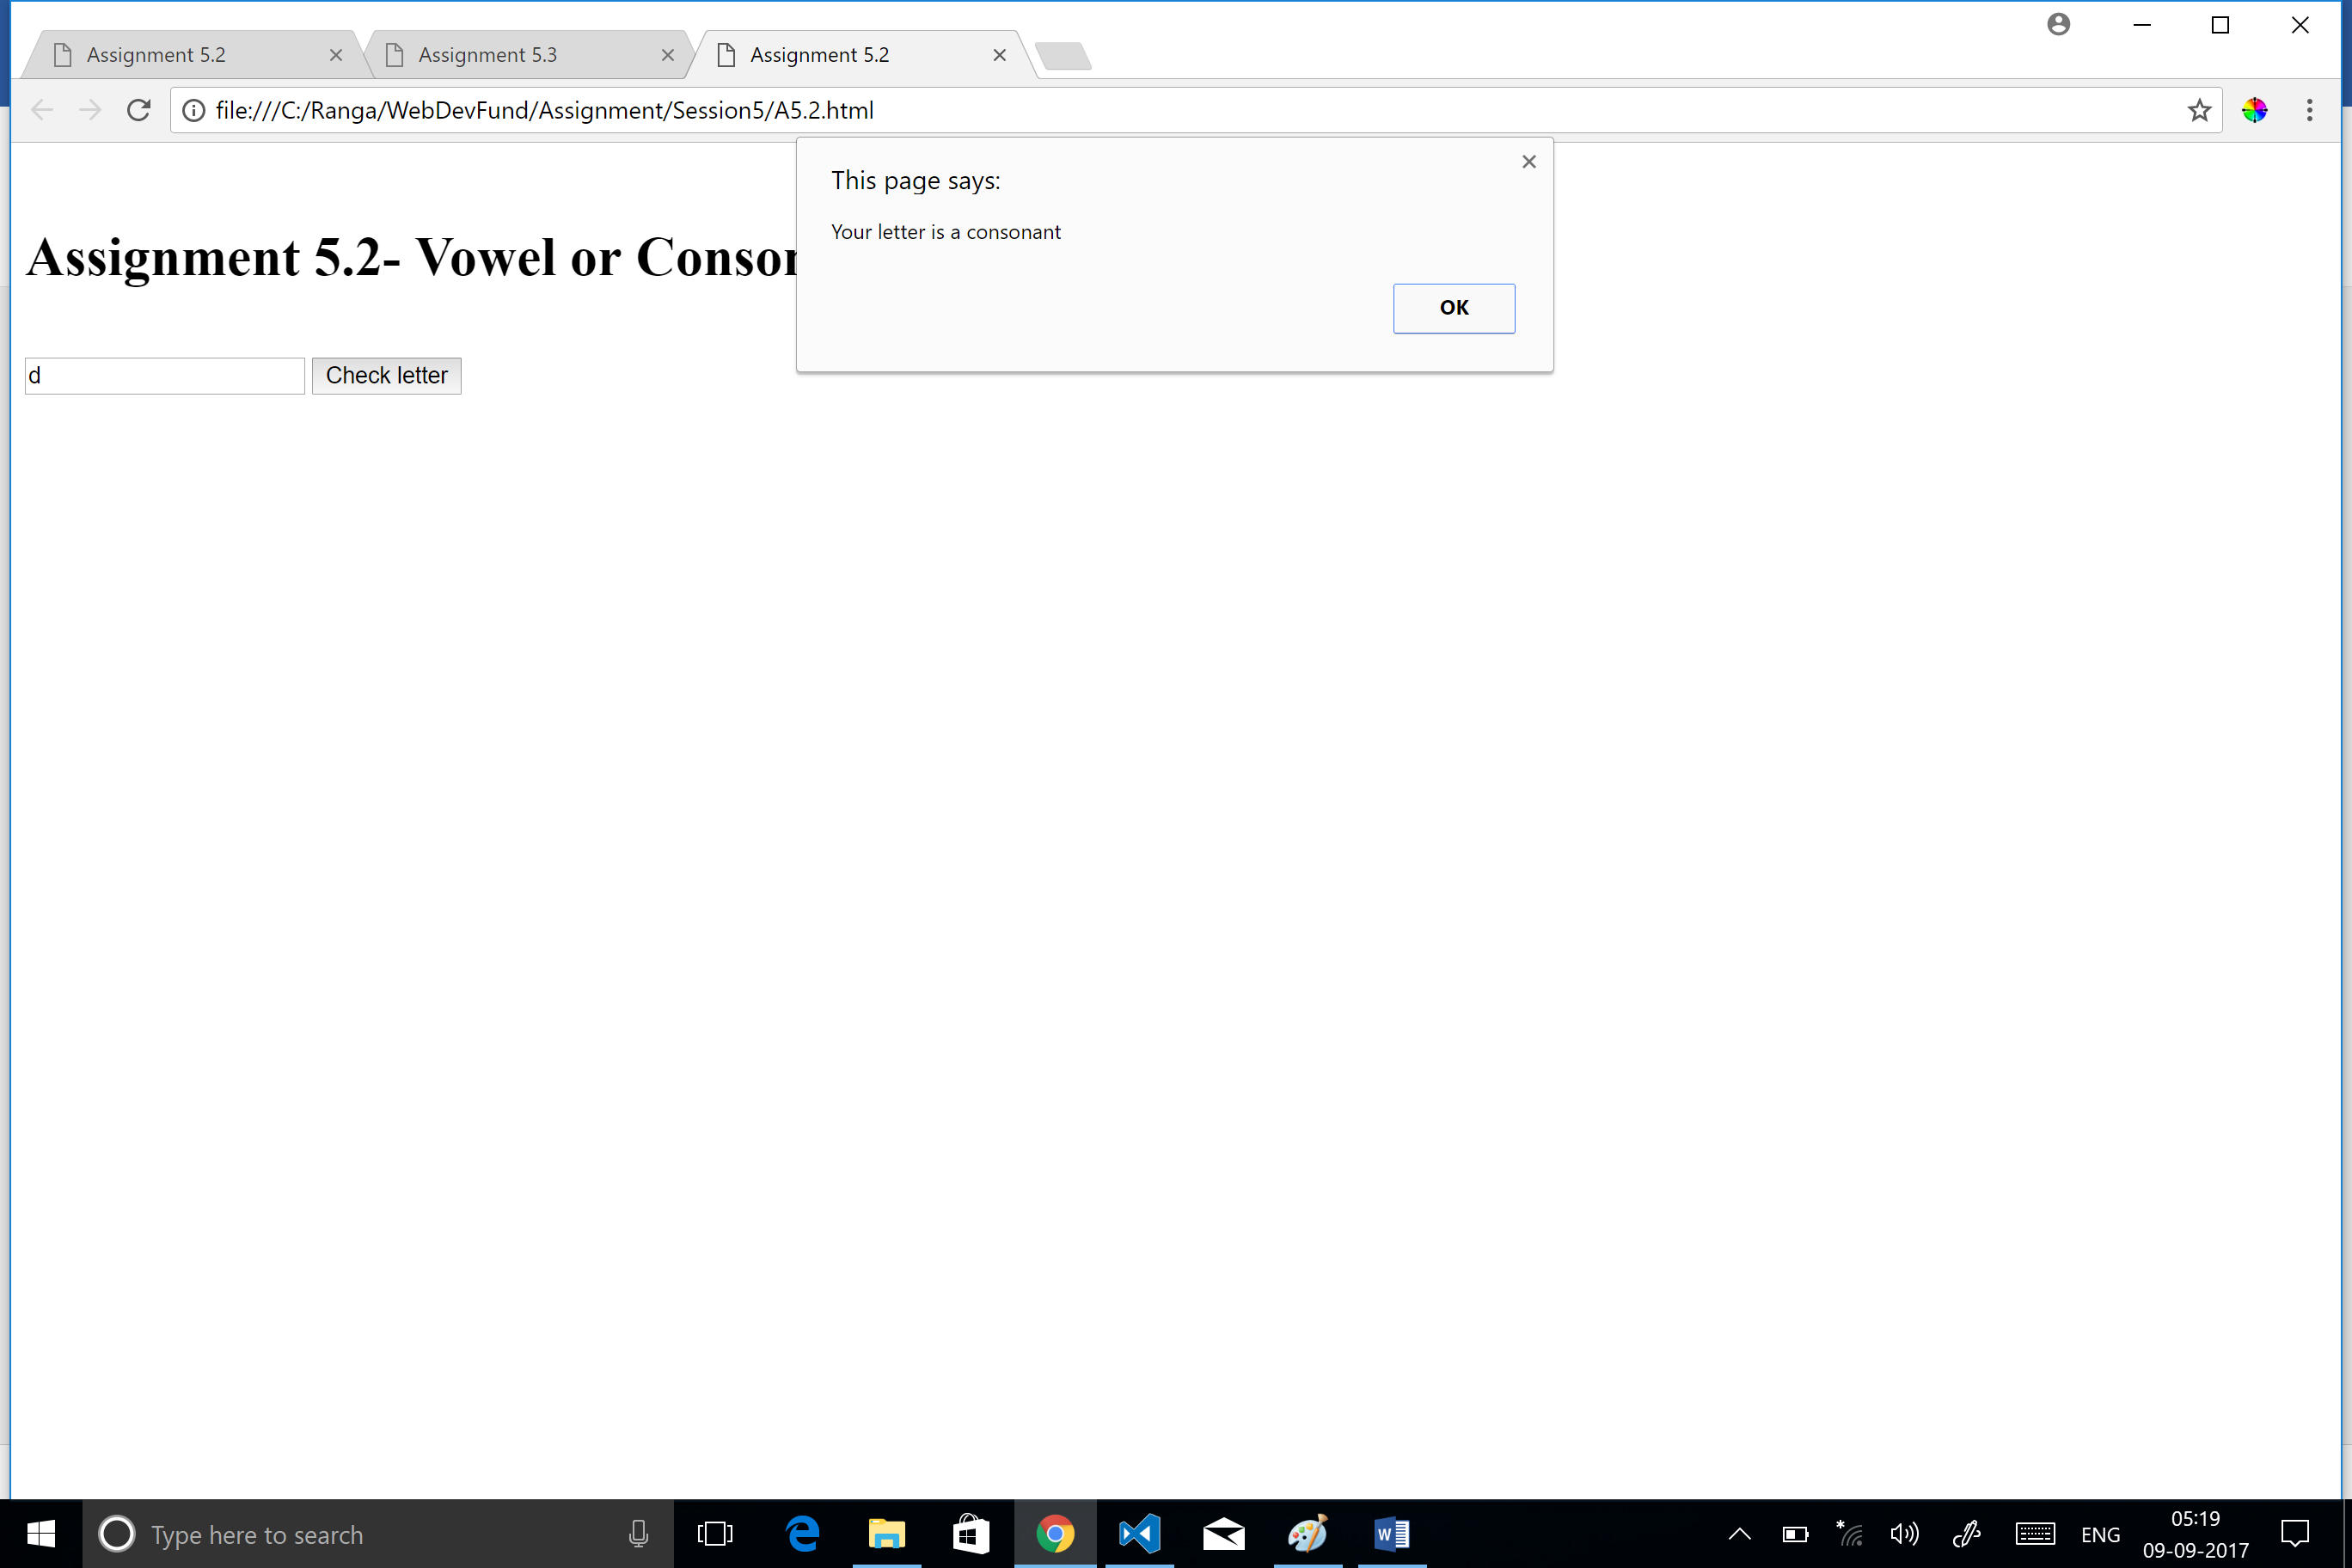 Assignment 5.2
Assignment 5.3
Assignment 5.2
file:///C:/Ranga/WebDevFund/Assignment/Session5/A5.2.html
This page says:
Your letter is a consonant
OK
Assignment 5.2- Vowel or
d
Check letter
Type here to search
ENG
05:19
09-09-2017